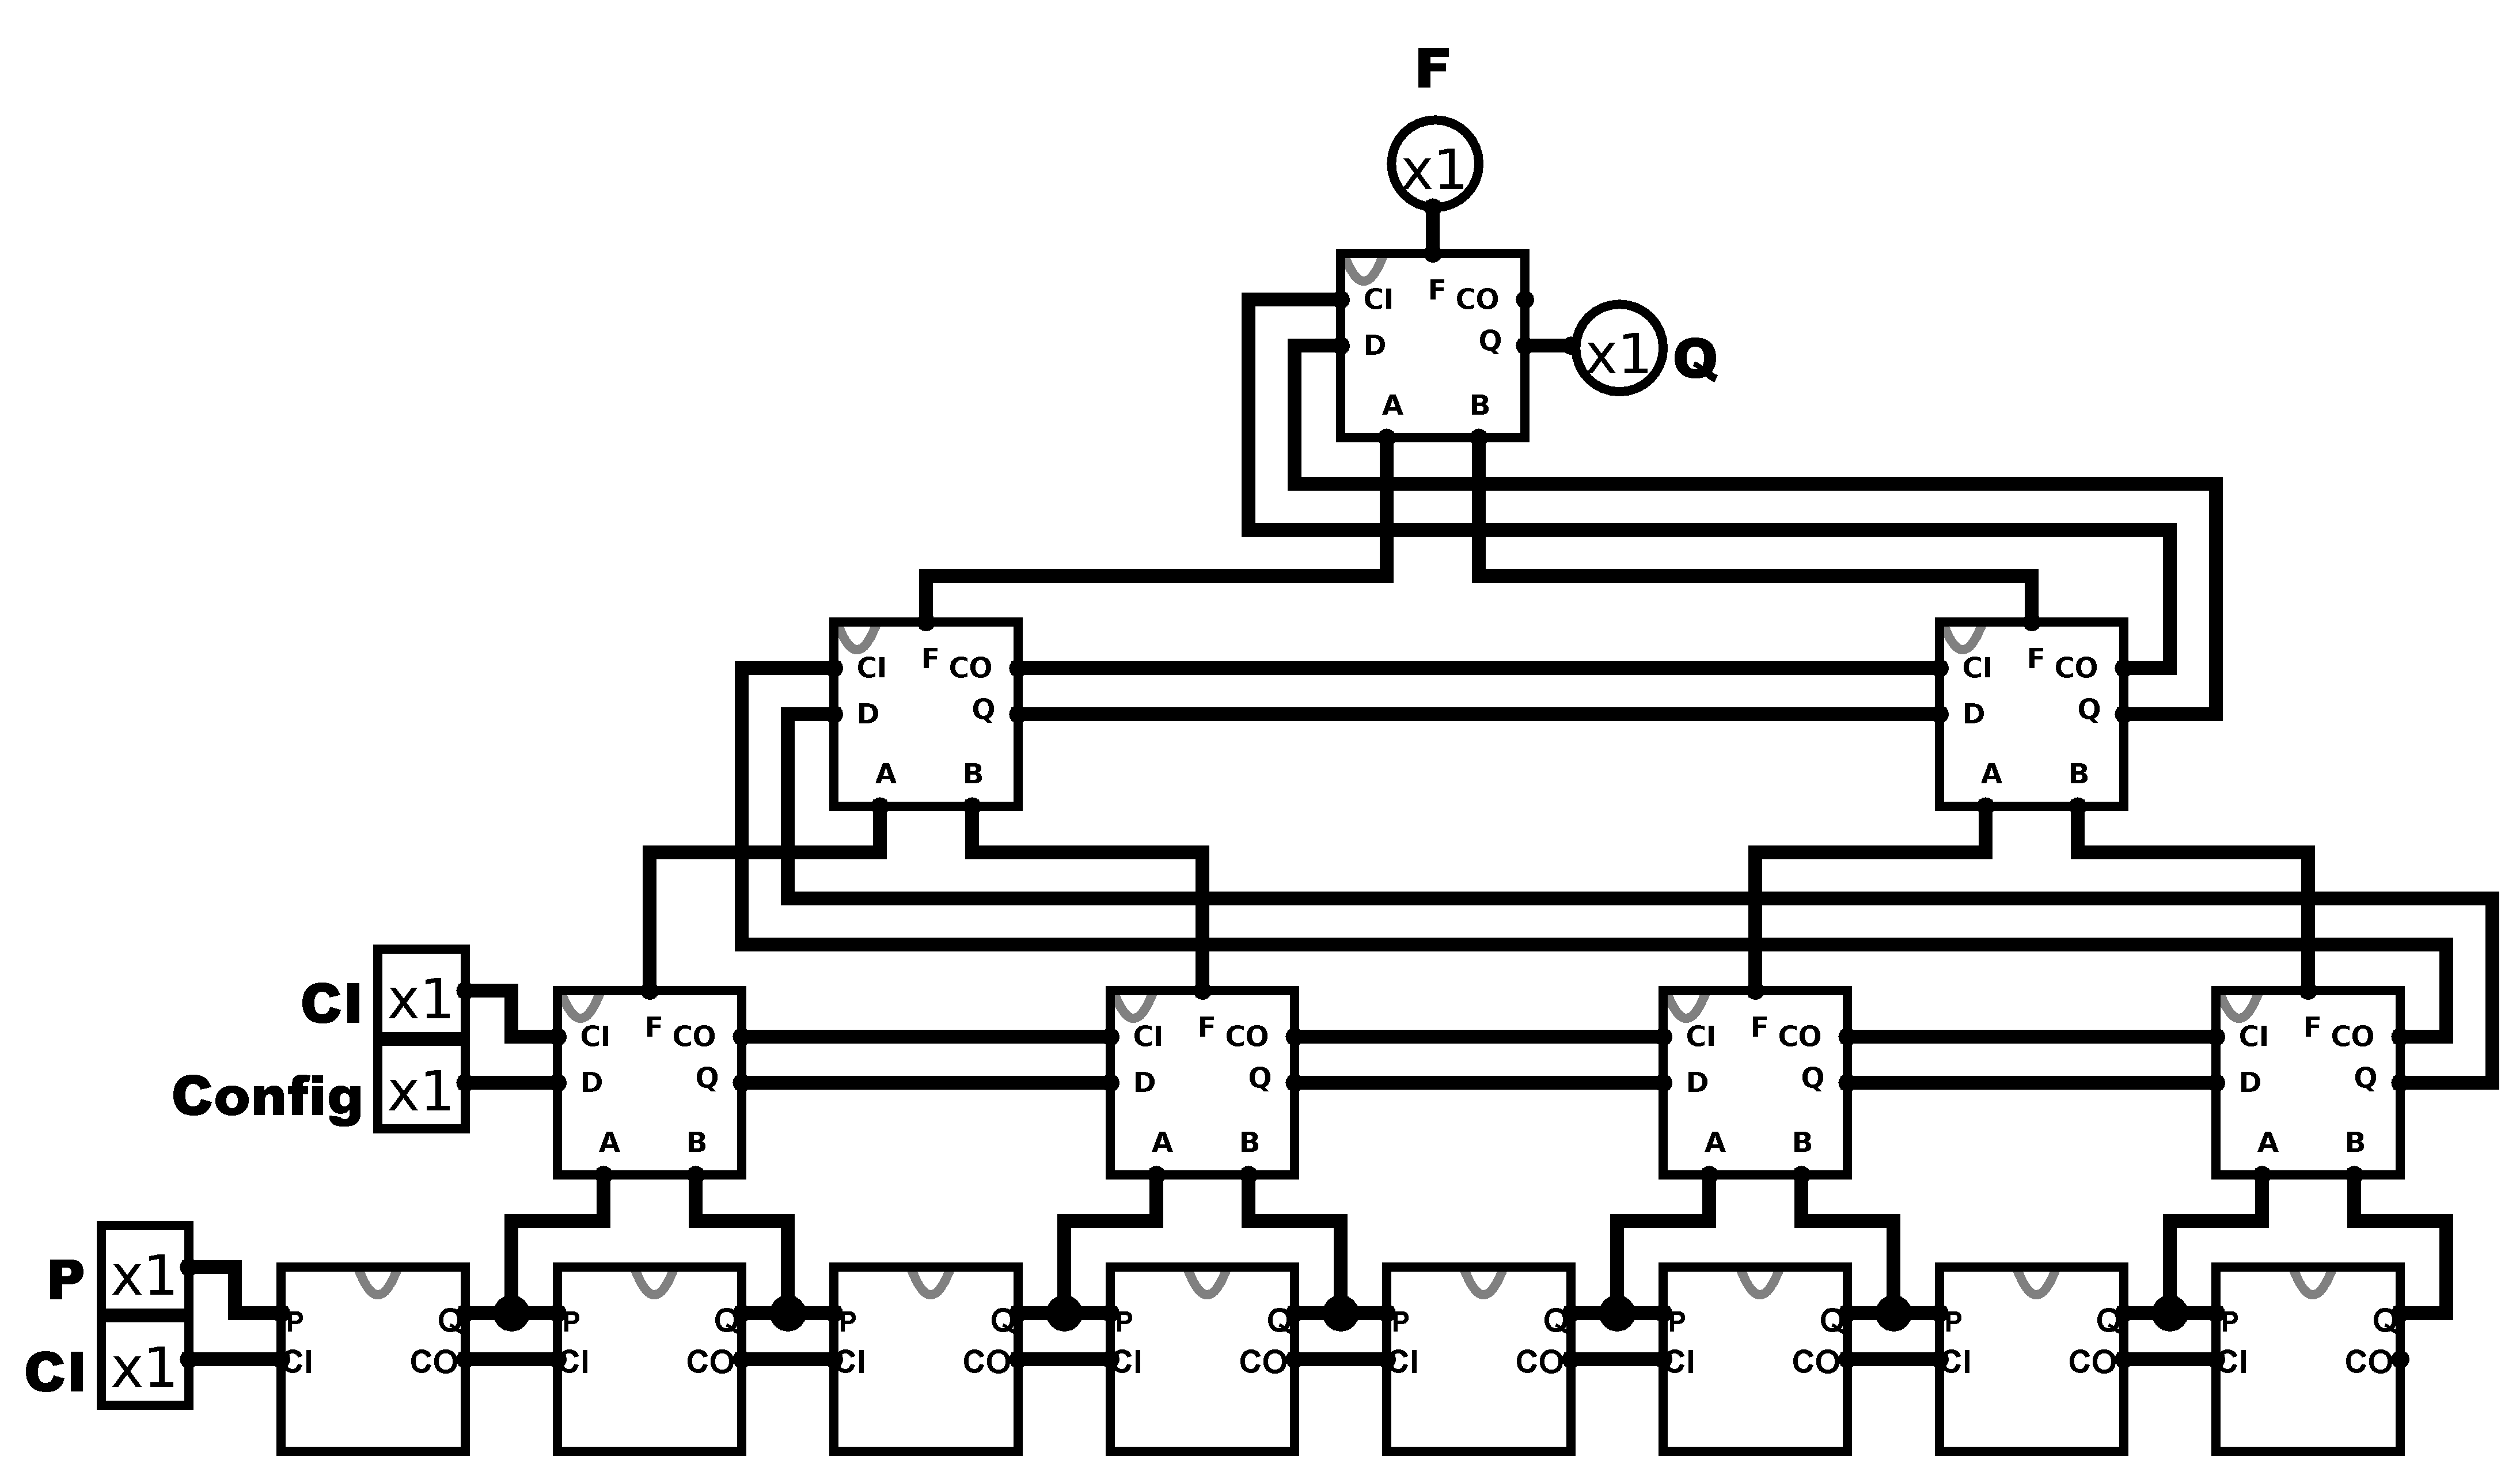 F
x1
CI F CO
D Q x1 Q
A B
CI F CO CI F CO
D Q D Q
A B A B
CI x1
CI F CO CI F CO CI F CO CI F CO
Config x1 D Q D Q D Q D Q
A B A B A B A B
P x1
P Q P Q P Q P Q P Q P Q P Q P Q
CI x1 CI CO CI CO CI CO CI CO CI CO CI CO CI CO CI CO